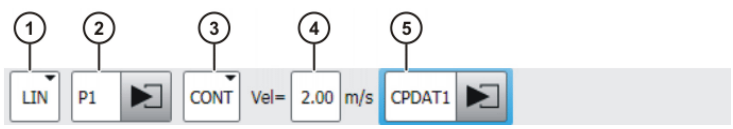 1 2 3 4 5
LIN P1 CONT Vel= 2.00 m/s CPDAT1